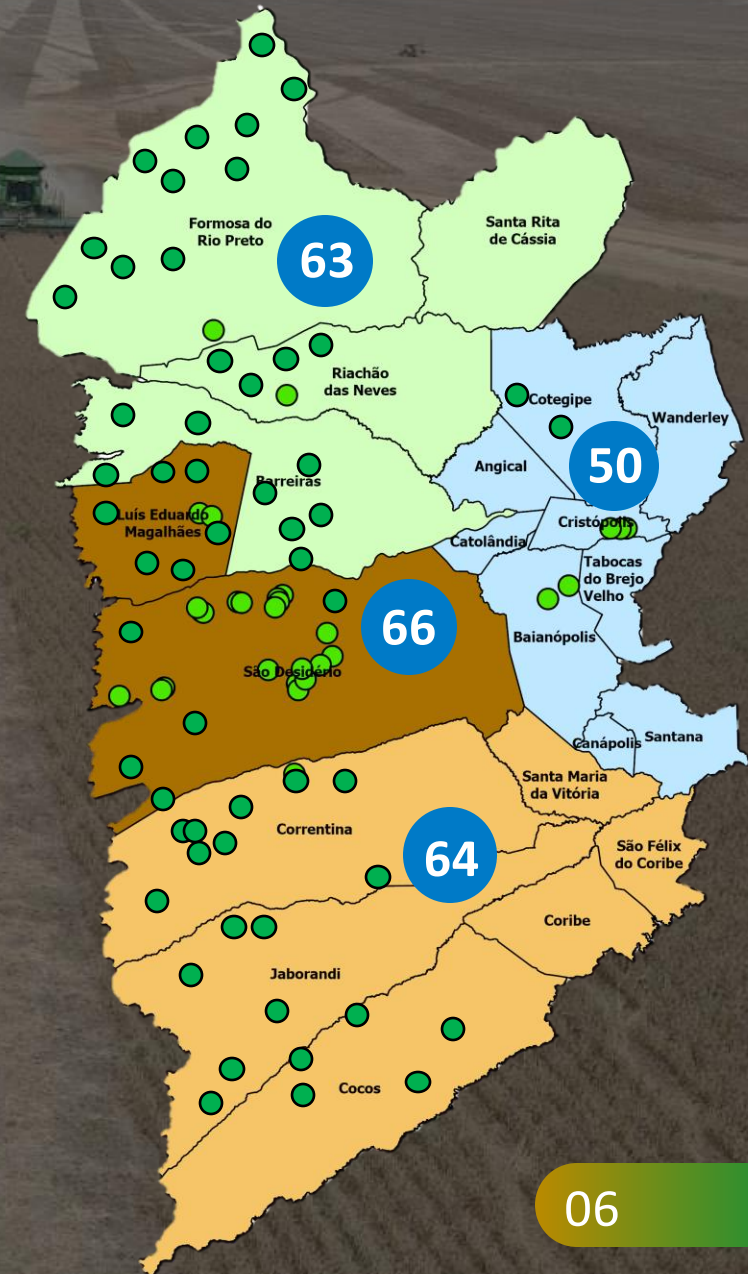 Formosa do
Rio Preto
63
Santa Rita
de Cássia
Riachão
das Neves
Cotegipe
Wanderley
Angical
50
Barreiras
Luís Eduardo
Magalhães
Cristópolis
Catolândia
Tabocas
do Brejo
Velho
66
Baianópolis
São Desidério
Canápolis
Santana
Santa Maria
da Vitória
Correntina
64
São Félix
do Coribe
Coribe
Jaborandi
Cocos
06